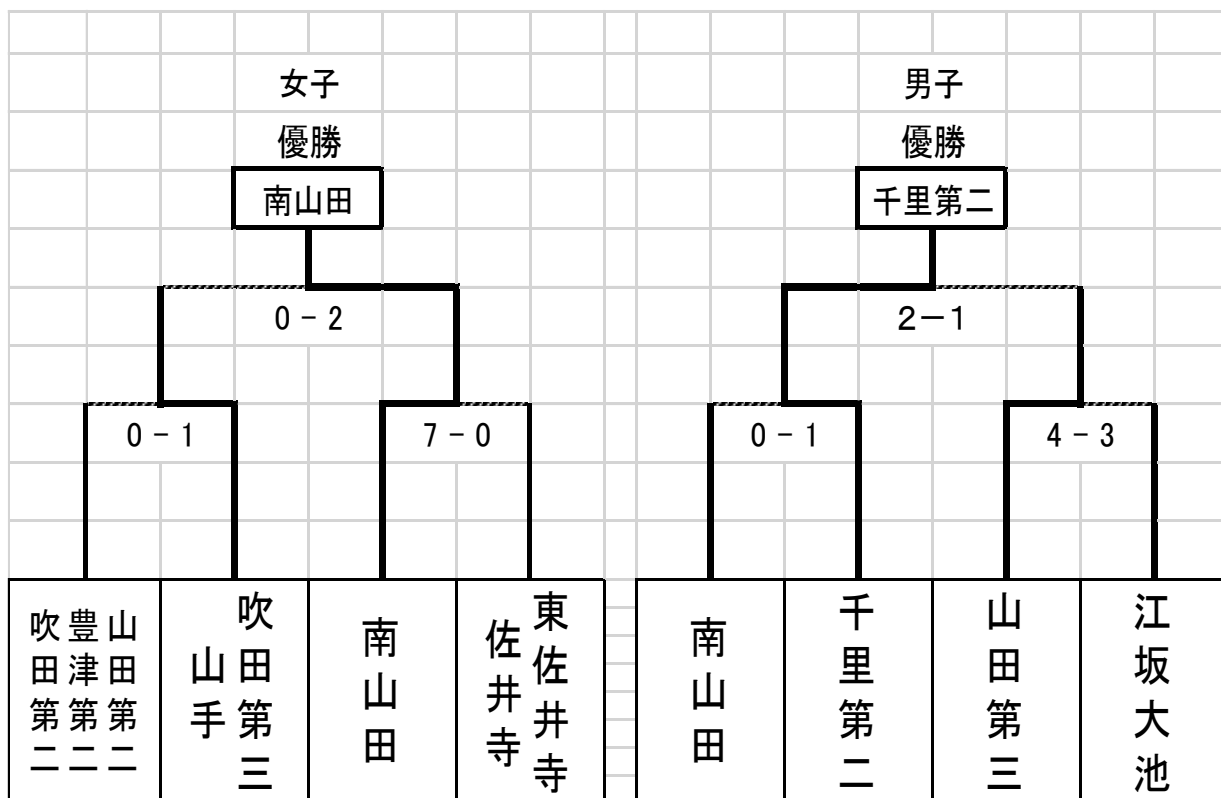 女子
優勝
南山田
0－2
0－1
7－0
山田第二
豊津第二
吹田第二
吹田第三
山手
南山田
東佐井寺
佐井寺
男子
優勝
千里第二
2－1
0－1
4－3
南山田
千里第二
山田第三
江坂大池